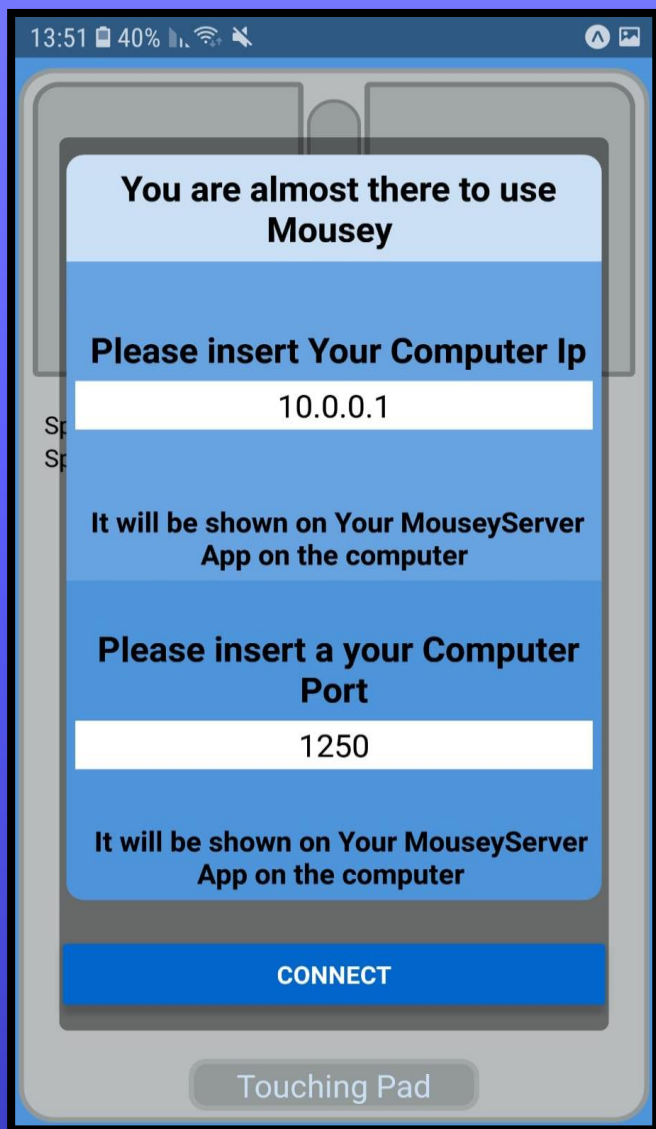 13:51 40%
You are almost there to use
Mousey
Please insert Your Computer Ip
10.0.0.1
Sp
Sp
It will be shown on Your MouseyServer
App on the computer
Please insert a your Computer
Port
1250
It will be shown on Your MouseyServer
App on the computer
CONNECT
Touching Pad